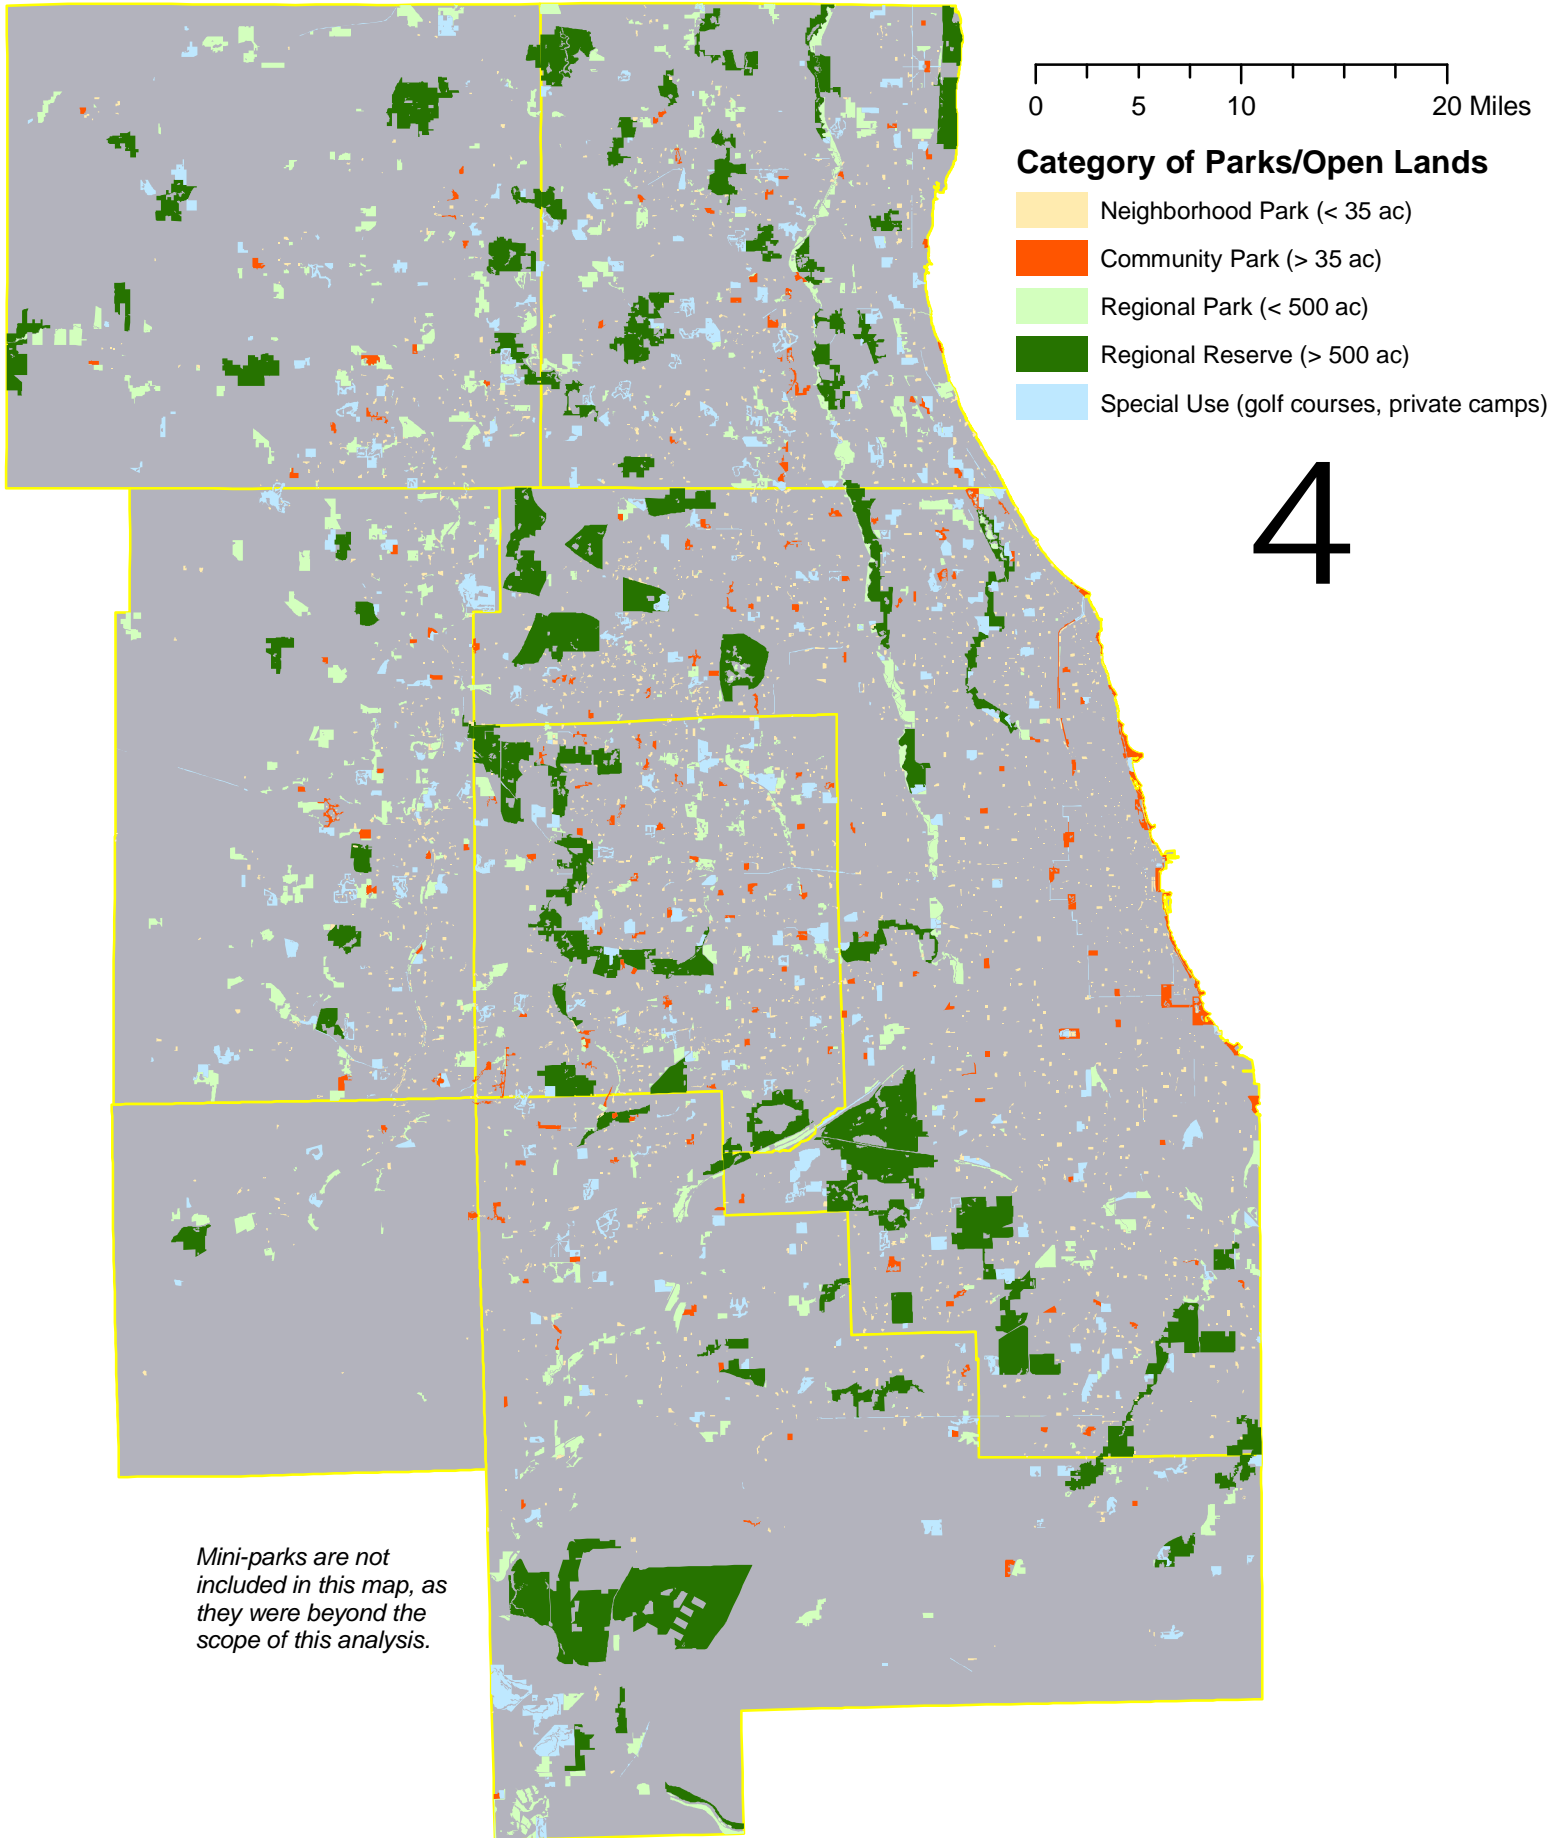 0 5 10 20 Miles
Category of Parks/Open Lands
Neighborhood Park (< 35 ac)
Community Park (> 35 ac)
Regional Park (< 500 ac)
Regional Reserve (> 500 ac)
Special Use (golf courses, private camps)
4
Mini-parks are not
included in this map, as
they were beyond the
scope of this analysis.